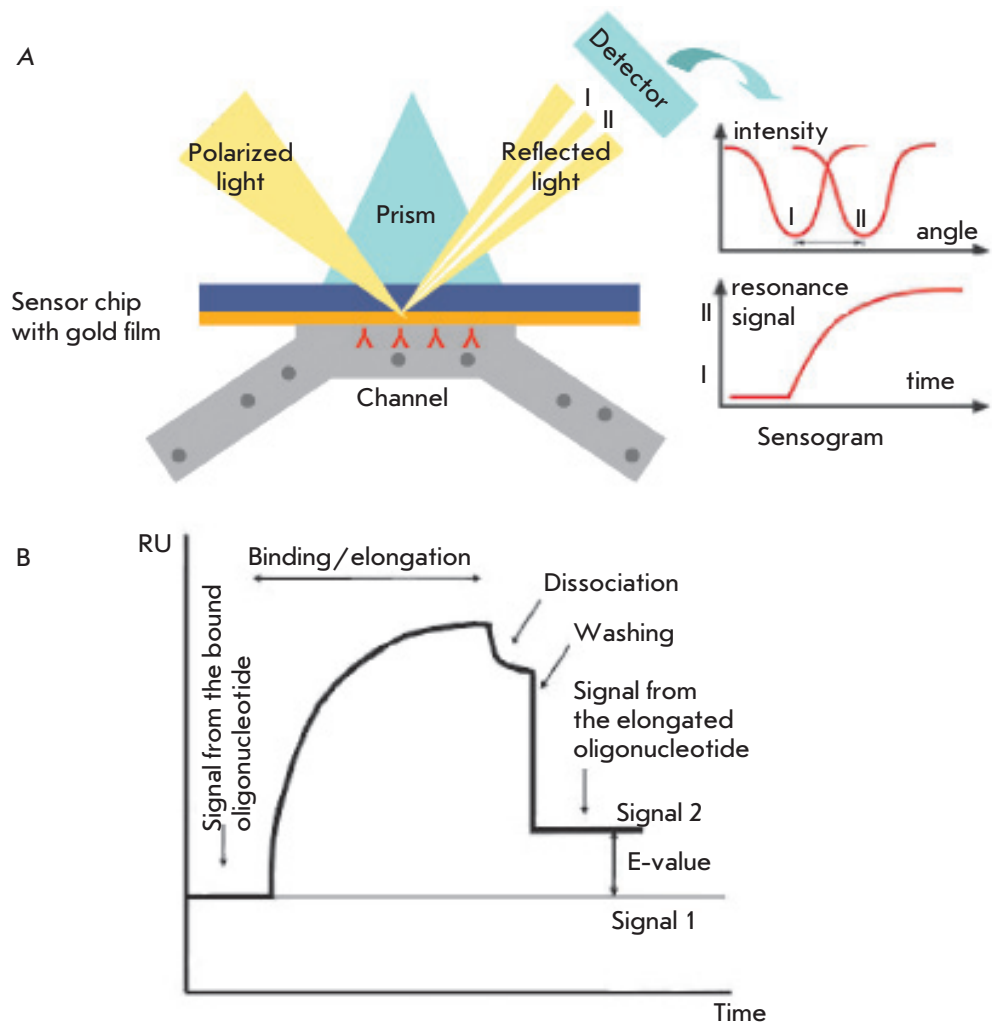 A
Polarized
light
Prism
I
II
Reflected
light
Detector
Sensor chip
with gold film
Channel
intensity
I
II
angle
II
I
resonance
signal
time
Sensogram
B
RU
Binding/elongation
Signal from the bound
oligonucleotide
Dissociation
Washing
Signal from
the elongated
oligonucleotide
Signal 2
E-value
Signal 1
Time